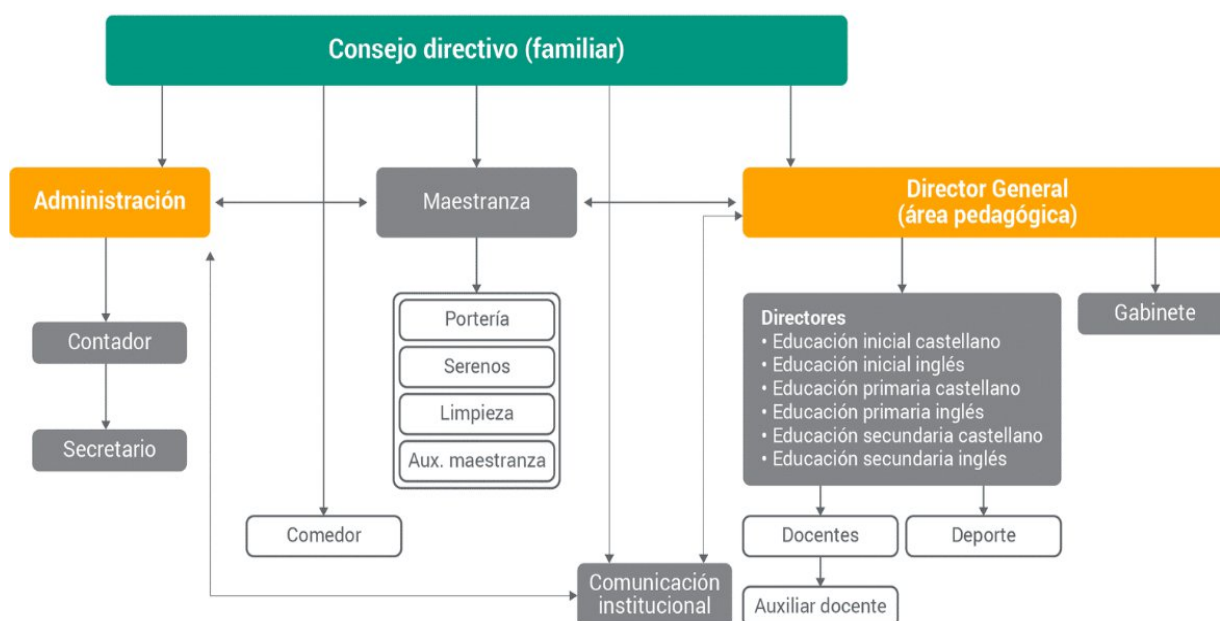 Consejo directivo (familiar)
Administración
Maestranza
Director General
(área pedagógica)
Contador
Secretario
Portería
Serenos
Limpieza
Aux. maestranza
Directores
• Educación inicial castellano
• Educación inicial inglés
• Educación primaria castellano
• Educación primaria inglés
• Educación secundaria castellano
• Educación secundaria inglés
Gabinete
Comedor
Docentes
Deporte
Comunicación
institucional
Auxiliar docente